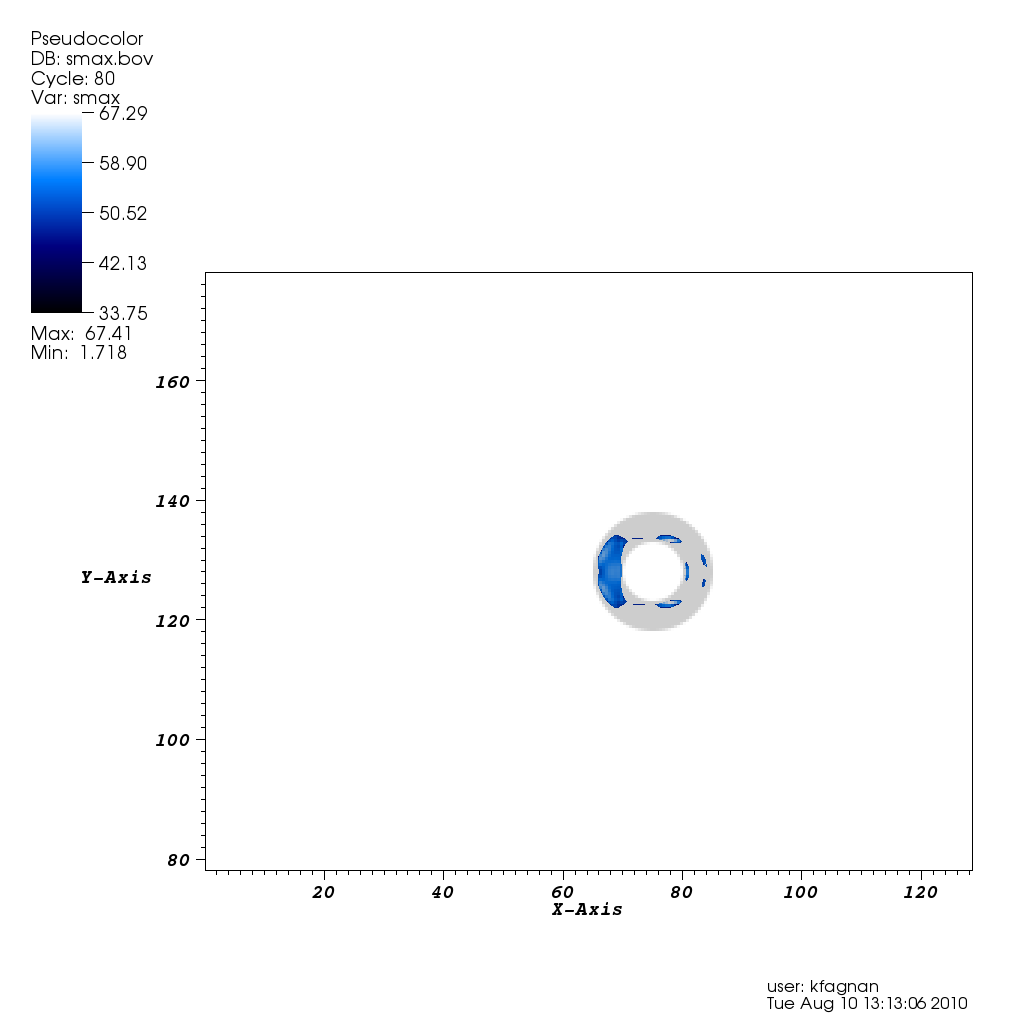 Pseudocolor
DB: smax.bov
Cycle: 80
Var: smax
67.29
58.90
50.52
42.13
33.75
Max: 67.41
Min: 1.718
160
140
Y-Axis
120
100
80
20 40 60 80 100 120
X-Axis
user: kfagnan
Tue Aug 10 13:13:06 2010